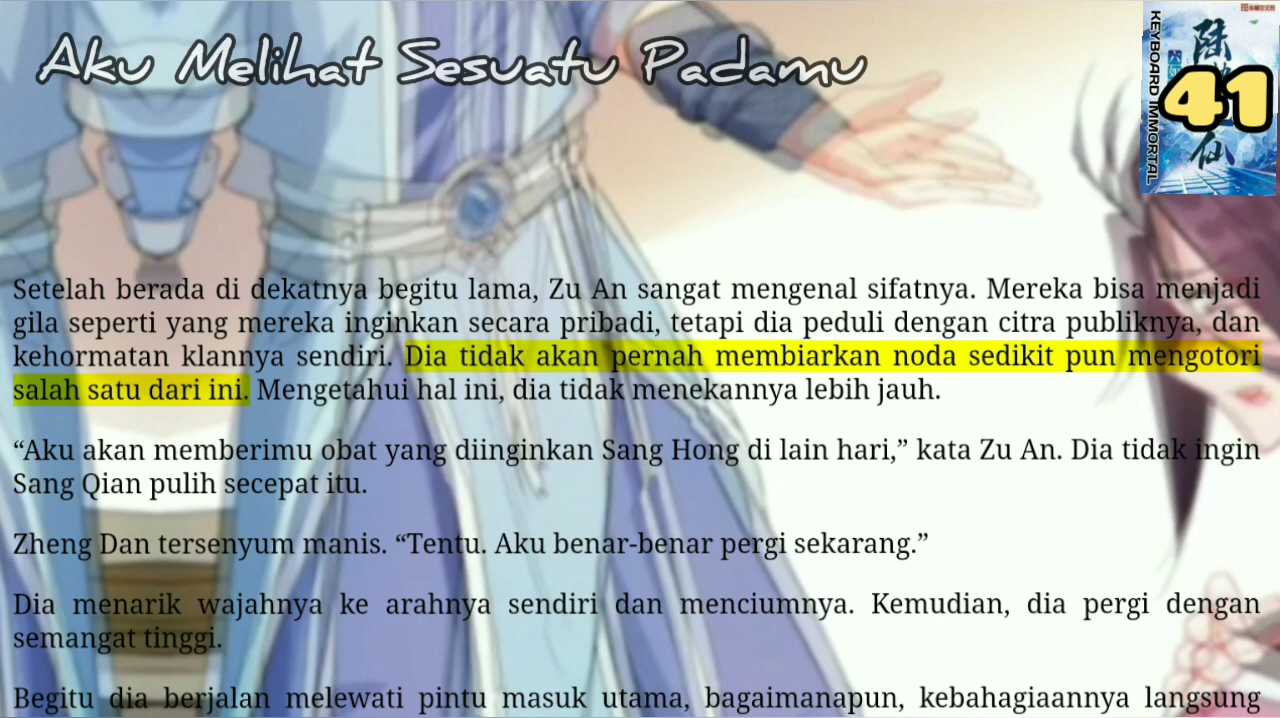 Aku Melihat Sesuatu Padamu
KEYBOARD IMMORTAL
41
Setelah berada di dekatnya begitu lama, Zu An sangat mengenal sifatnya. Mereka bisa menjadi
gila seperti yang mereka inginkan secara pribadi, tetapi dia peduli dengan citra publiknya, dan
kehormatan klannya sendiri. Dia tidak akan pernah membiarkan noda sedikit pun mengotori
salah satu dari ini. Mengetahui hal ini, dia tidak menekannya lebih jauh.
“Aku akan memberimu obat yang diinginkan Sang Hong di lain hari,” kata Zu An. Dia tidak ingin
Sang Qian pulih secepat itu.
Zheng Dan tersenyum manis. “Tentu. Aku benar-benar pergi sekarang.”
Dia menarik wajahnya ke arahnya sendiri dan menciumnya. Kemudian, dia pergi dengan
semangat tinggi.
Begitu dia berjalan melewati pintu masuk utama, bagaimanapun, kebahagiaannya langsung